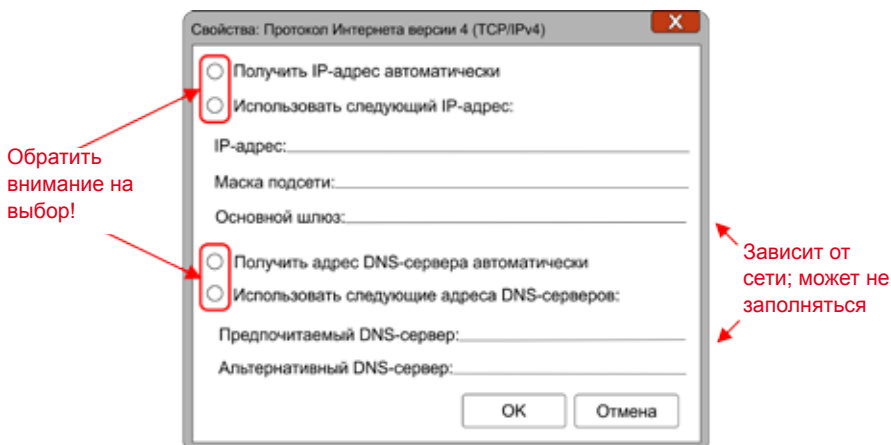 Свойства: Протокол Интернета версии 4 (TCP/IPv4)
X
Получить IP-адрес автоматически
Использовать следующий IP-адрес:
IP-адрес:
Маска подсети:
Основной шлюз:
Обратить
внимание на
выбор!
Получить адрес DNS-сервера автоматически
Использовать следующие адреса DNS-серверов:
Зависит от
сети; может не
заполняться
Предпочитаемый DNS-сервер:
Альтернативный DNS-сервер:
OK
Отмена